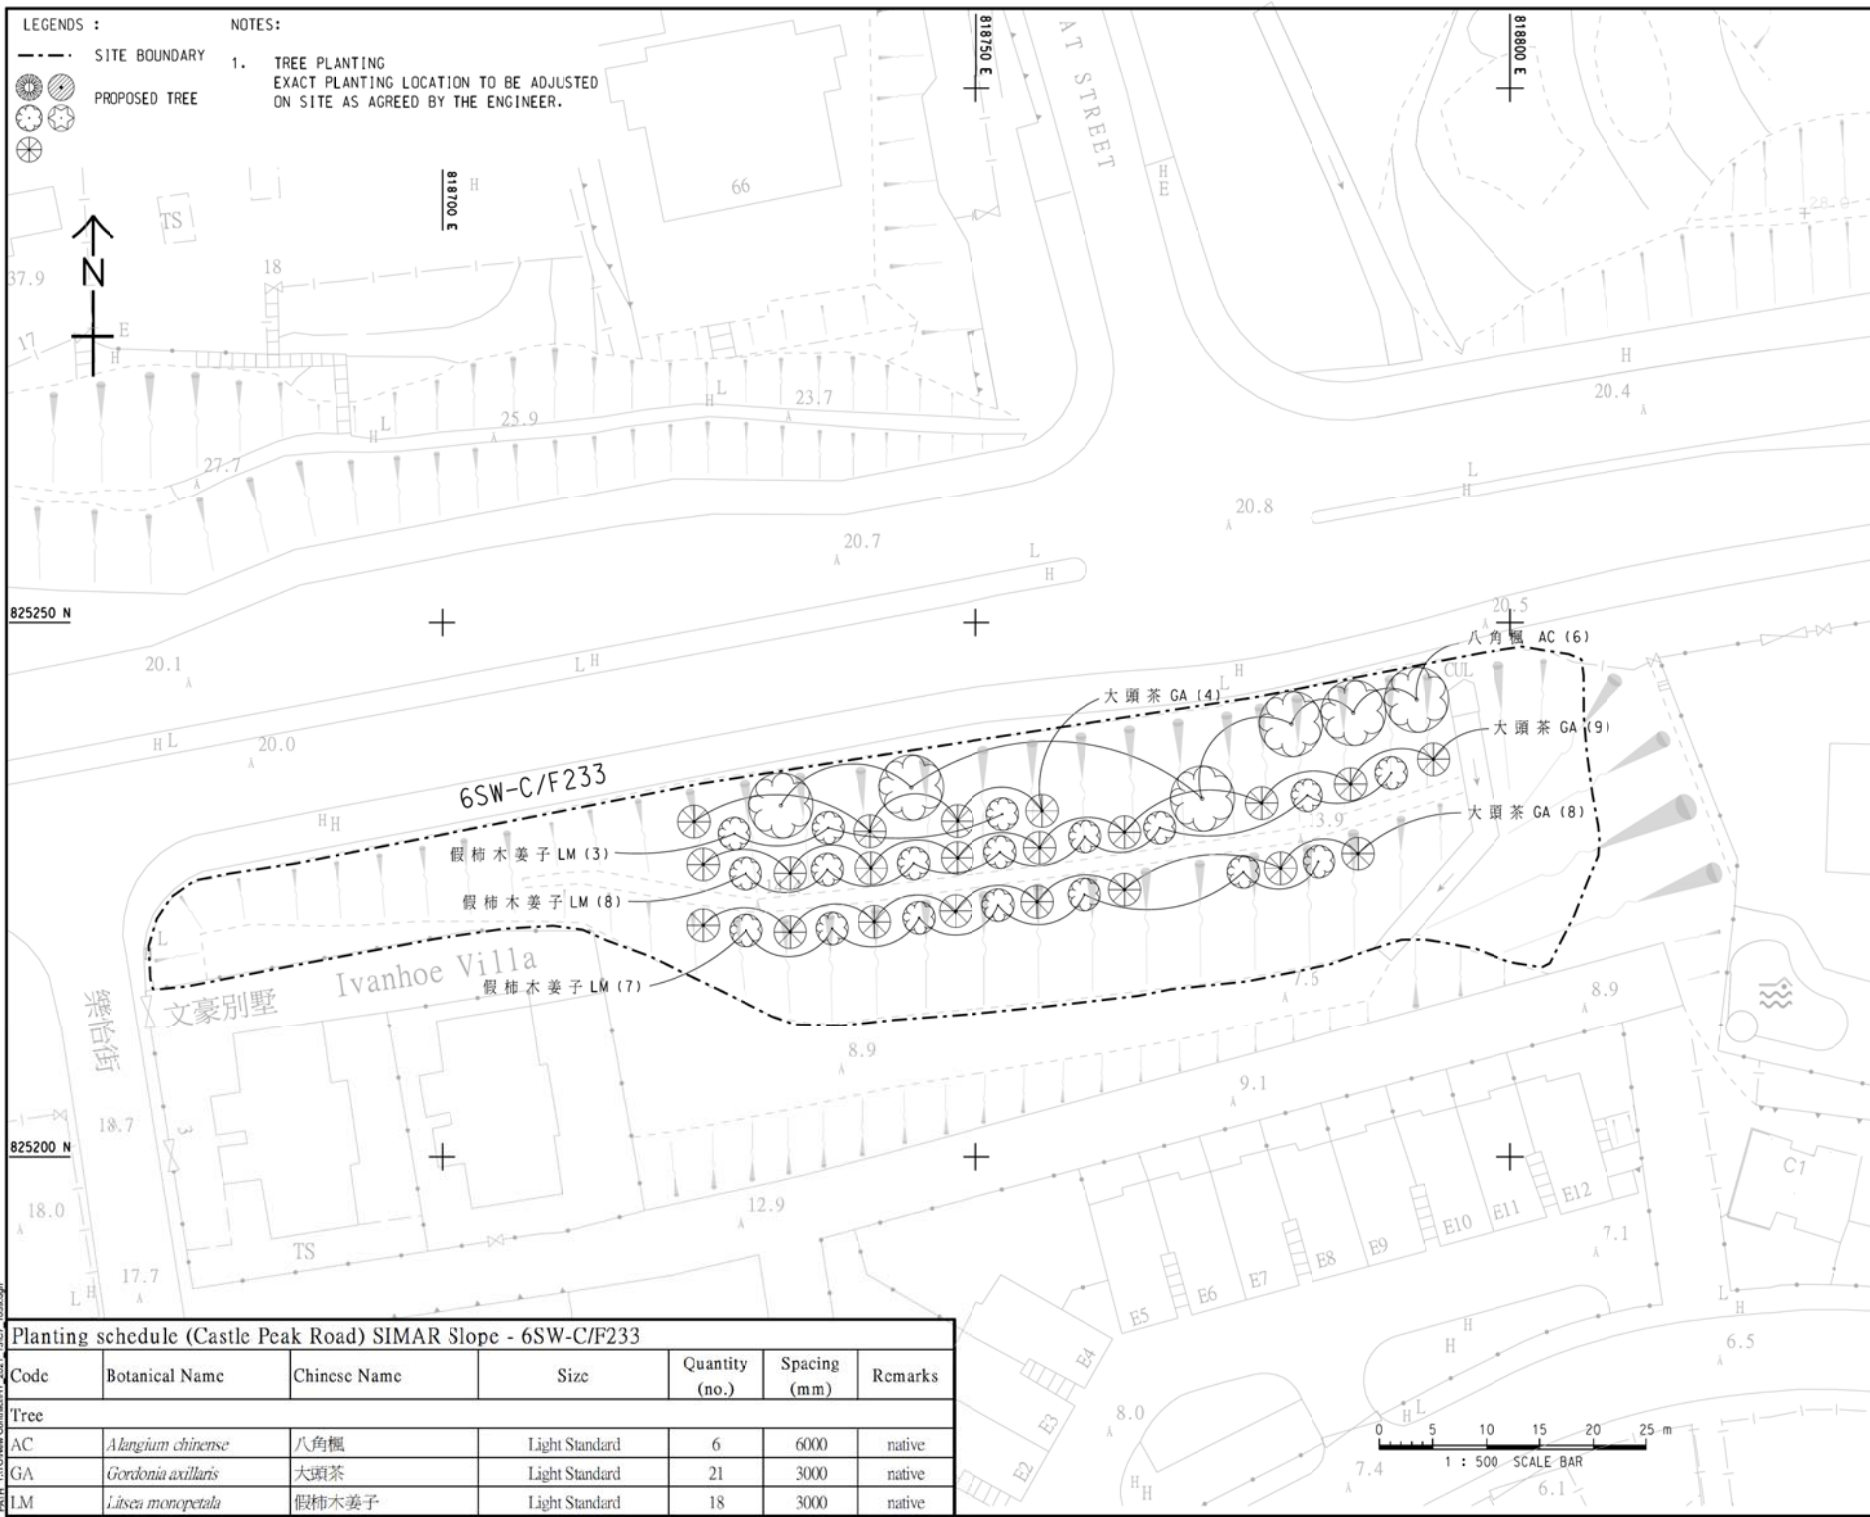 LEGENDS :
SITE BOUNDARY
PROPOSED TREE
NOTES:
1. TREE PLANTING
EXACT PLANTING LOCATION TO BE ADJUSTED
ON SITE AS AGREED BY THE ENGINEER.
818700 E
818750 E
818800 E
AT STREET
H
E
66
H
TS
N
37.9
18
17
E
H
28.0
H
20.4
L
H
23.7
L
H
25.9
27.7
L
H
20.8
20.7
L
H
825250 N
20.5
20.1
L H
H
L
CUL
八角楓 AC (6)
大頭茶 GA (4)
大頭茶 GA (9)
H L
20.0
6SW-C/F233
H H
3.9
大頭茶 GA (8)
假柿木姜子 LM (3)
假柿木姜子 LM (8)
L
Ivanhoe Villa
文豪別墅
假柿木姜子 LM (7)
7.5
8.9
樂怡街
8.9
9.1
18.7
3
825200 N
C1
18.0
12.9
E12
E11
E10
E9
E8
E7
E6
E5
7.1
TS
17.7
L H
L
H
H
H
6.5
E4
E3
E2
8.0
H L
H H
7.4
6.1
0 5 10 15 20 25 m
1 : 500 SCALE BAR
Planting schedule (Castle Peak Road) SIMAR Slope - 6SW-C/F233
Code Botanical Name Chinese Name Size Quantity (no.) Spacing (mm) Remarks
Tree
AC Alangium chinense 八角楓 Light Standard 6 6000 native
GA Gordonia axillaris 大頭茶 Light Standard 21 3000 native
LM Litsea monopetala 假柿木姜子 Light Standard 18 3000 native